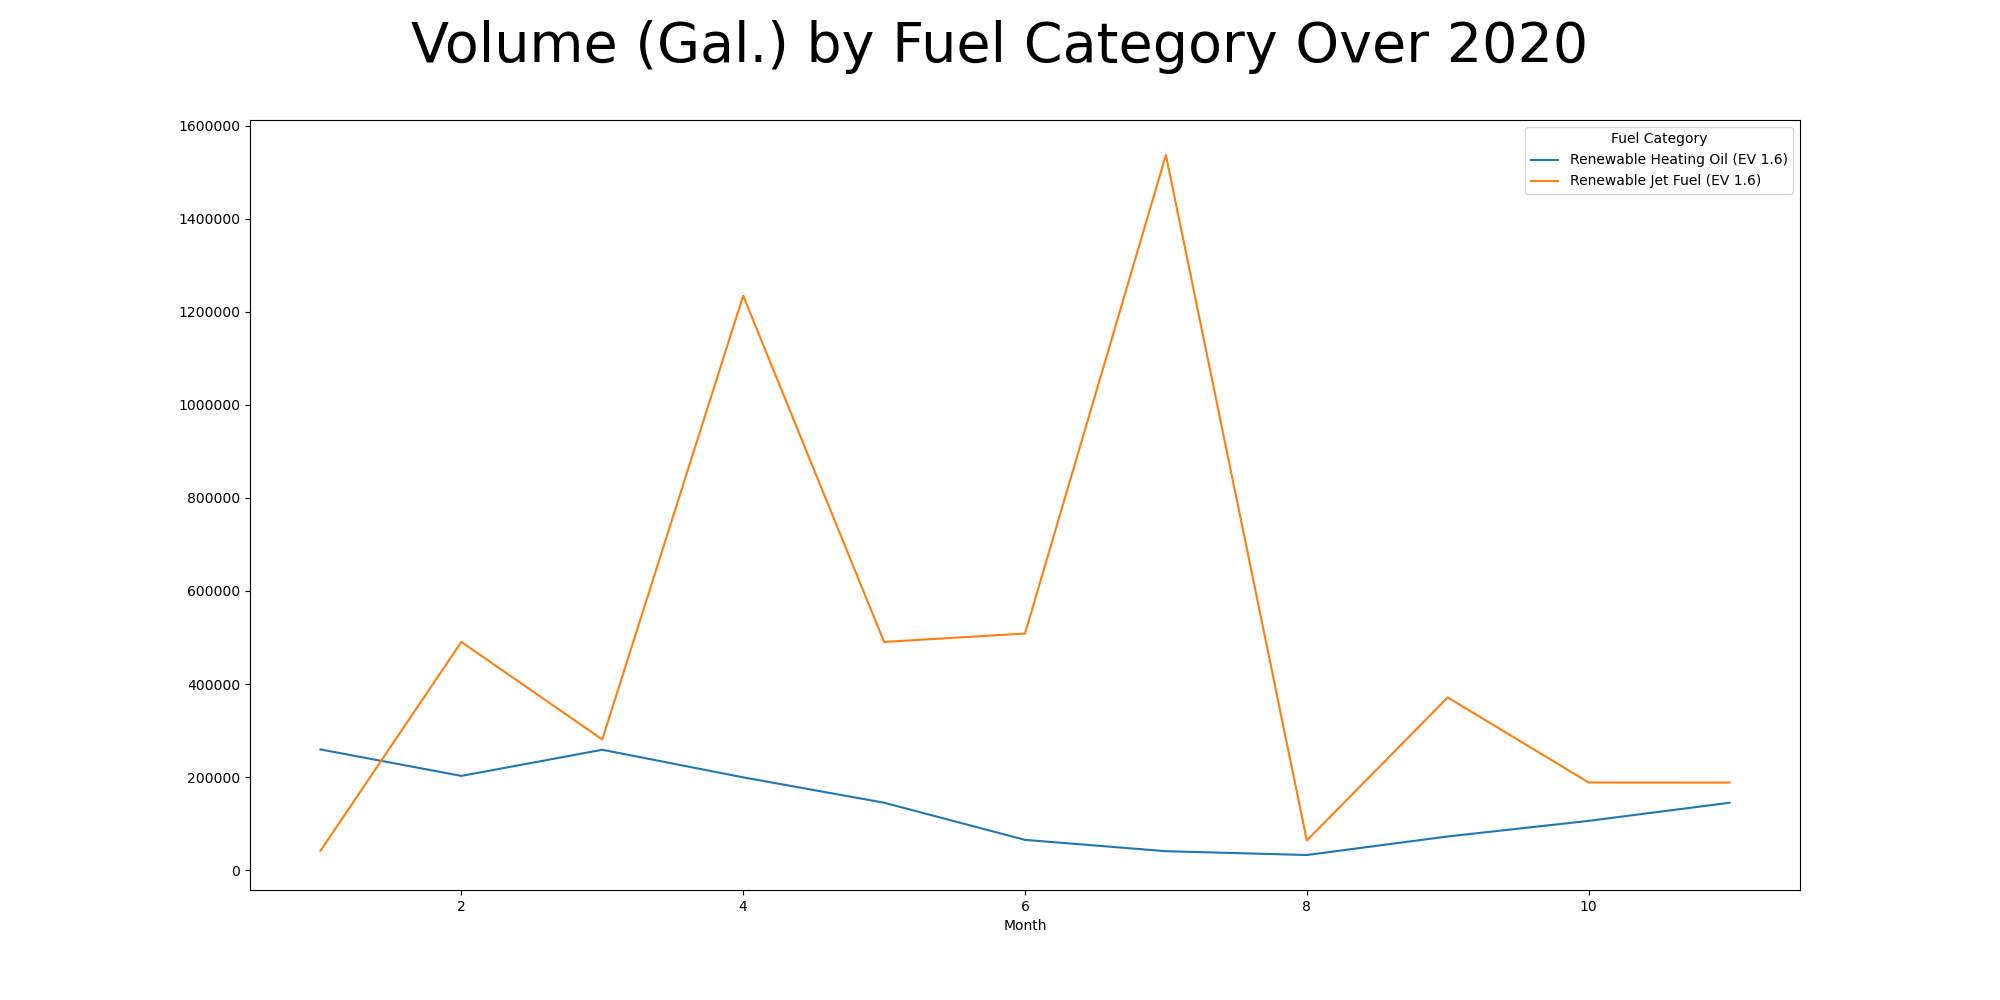 Volume (Gal.) by Fuel Category Over 2020
1600000
1400000
1200000
1000000
800000
600000
400000
200000
0
Fuel Category
Renewable Heating Oil (EV 1.6)
Renewable Jet Fuel (EV 1.6)
2 4 6 8 10
Month